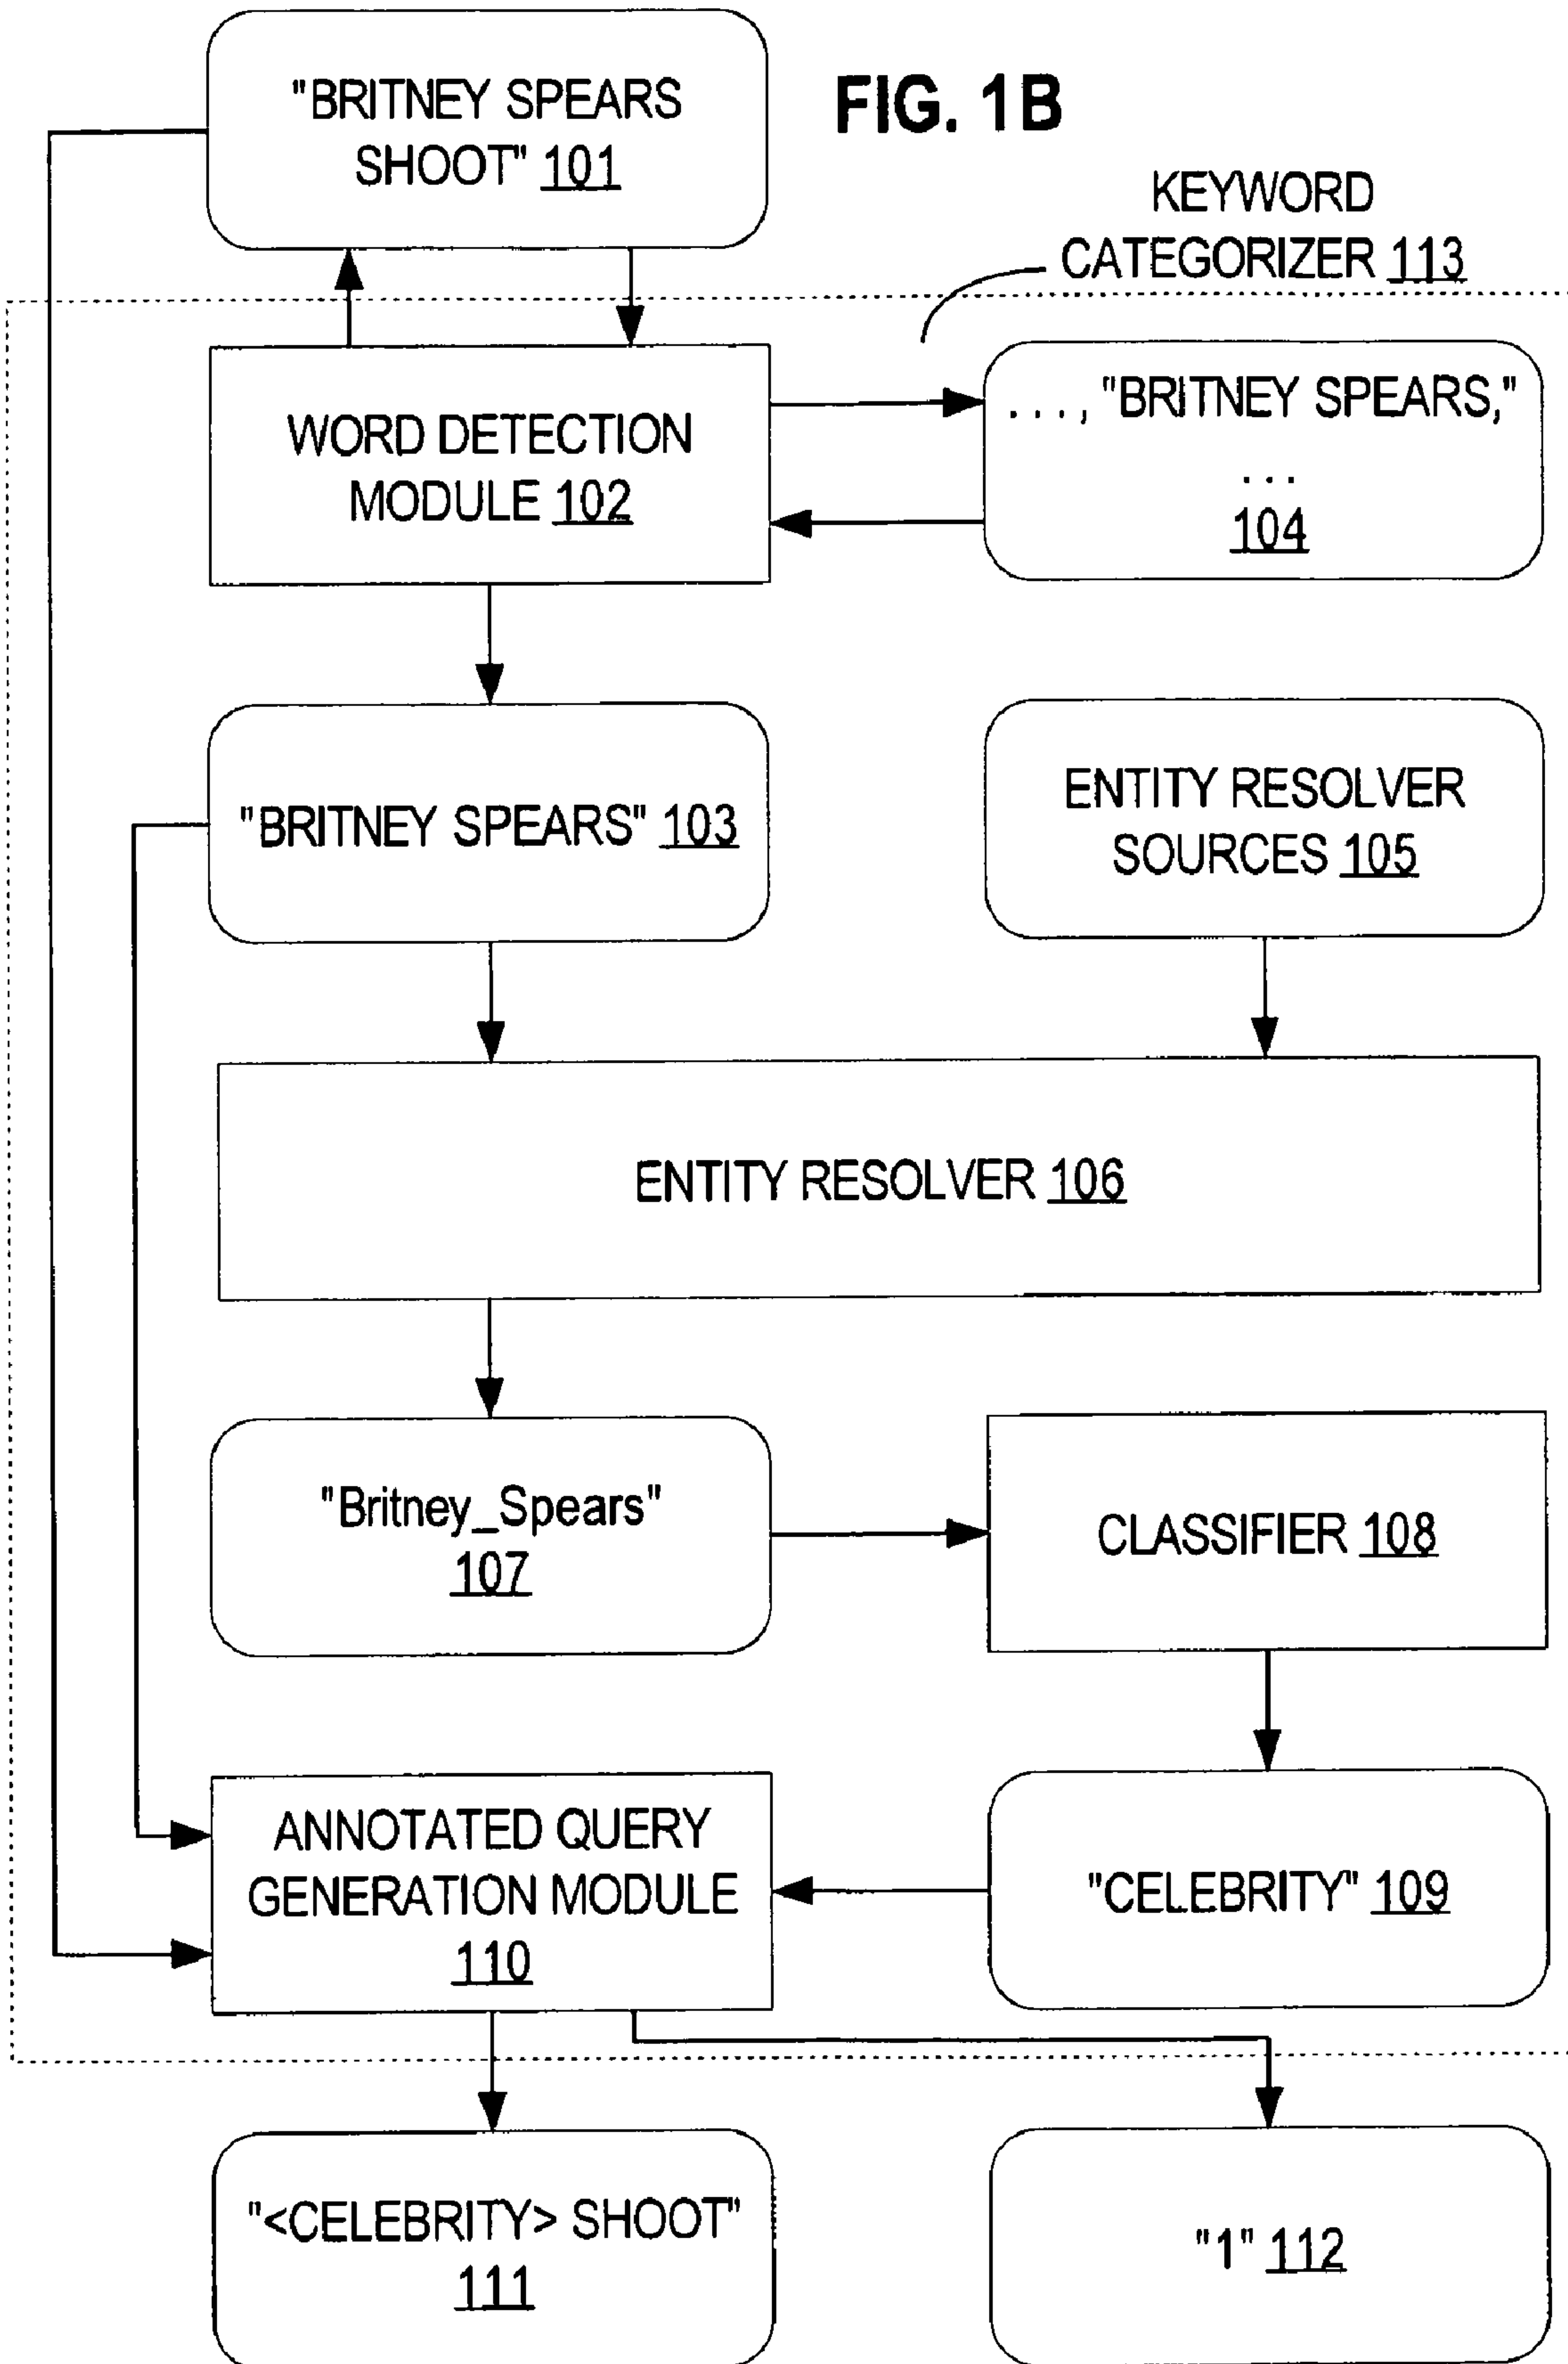 "BRITNEY SPEARS
SHOOT" 101
FIG. 1B
KEYWORD
CATEGORIZER 113
WORD DETECTION
MODULE 102
..., "BRITNEY SPEARS,"
...
104
"BRITNEY SPEARS" 103
ENTITY RESOLVER
SOURCES 105
ENTITY RESOLVER 106
"Britney_Spears"
107
CLASSIFIER 108
ANNOTATED QUERY
GENERATION MODULE
110
"CELEBRITY" 109
"<CELEBRITY> SHOOT"
111
"1" 112